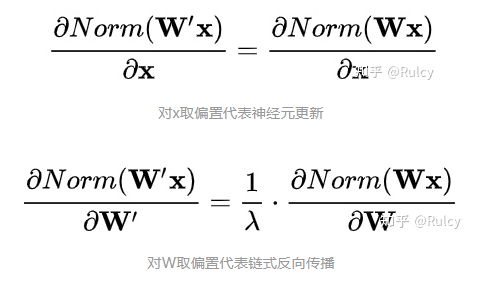 ∂Norm(W′x)/∂x = ∂Norm(Wx)/∂x
知乎 @Rulcy
对x取偏置代表神经元更新
∂Norm(W′x)/∂W′ = 1/λ · ∂Norm(Wx)/∂W
知乎 @Rulcy
对W取偏置代表链式反向传播